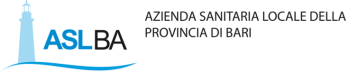 ASLBA
AZIENDA SANITARIA LOCALE DELLA
PROVINCIA DI BARI